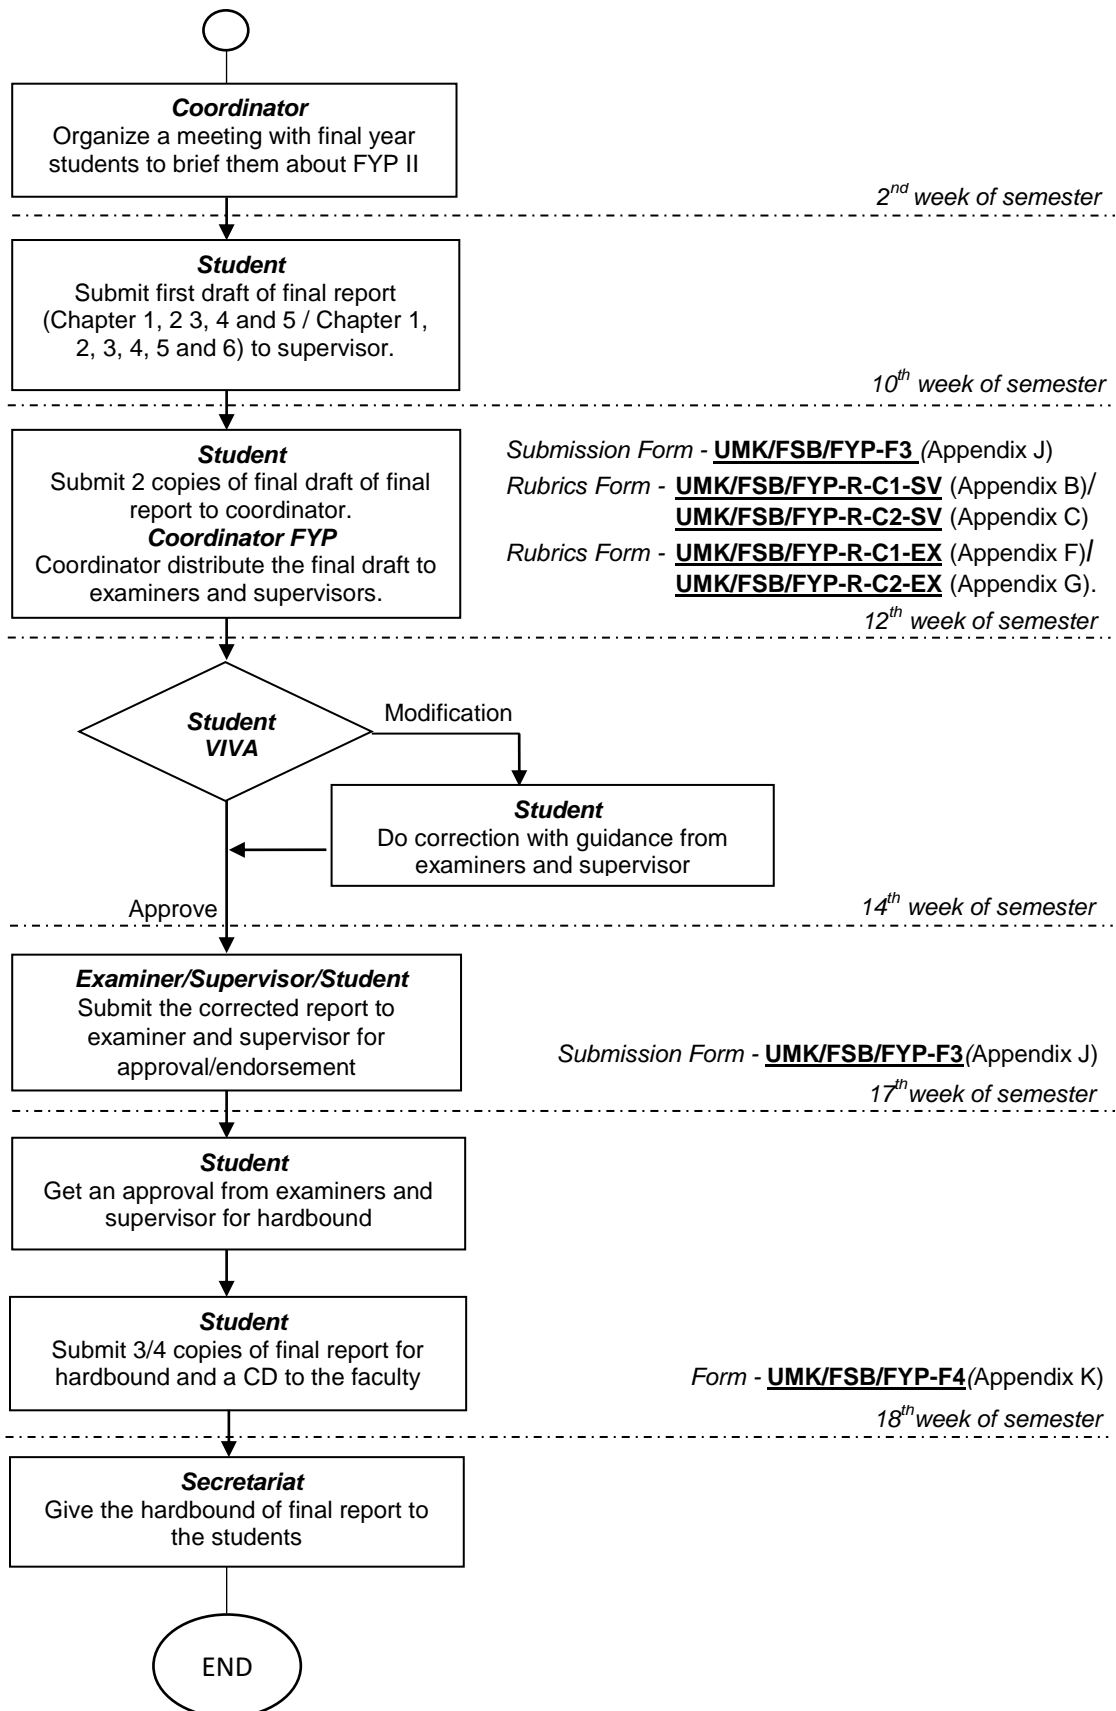 Coordinator
Organize a meeting with final year
students to brief them about FYP II
2nd week of semester
Student
Submit first draft of final report
(Chapter 1, 2 3, 4 and 5 / Chapter 1,
2, 3, 4, 5 and 6) to supervisor.
10th week of semester
Student
Submit 2 copies of final draft of final
report to coordinator.
Coordinator FYP
Coordinator distribute the final draft to
examiners and supervisors.
Submission Form - UMK/FSB/FYP-F3 (Appendix J)
Rubrics Form - UMK/FSB/FYP-R-C1-SV (Appendix B)/
UMK/FSB/FYP-R-C2-SV (Appendix C)
Rubrics Form - UMK/FSB/FYP-R-C1-EX (Appendix F)/
UMK/FSB/FYP-R-C2-EX (Appendix G).
12th week of semester
Student
VIVA
Modification
Student
Do correction with guidance from
examiners and supervisor
Approve
14th week of semester
Examiner/Supervisor/Student
Submit the corrected report to
examiner and supervisor for
approval/endorsement
Submission Form - UMK/FSB/FYP-F3(Appendix J)
17th week of semester
Student
Get an approval from examiners and
supervisor for hardbound
Student
Submit 3/4 copies of final report for
hardbound and a CD to the faculty
Form - UMK/FSB/FYP-F4(Appendix K)
18th week of semester
Secretariat
Give the hardbound of final report to
the students
END